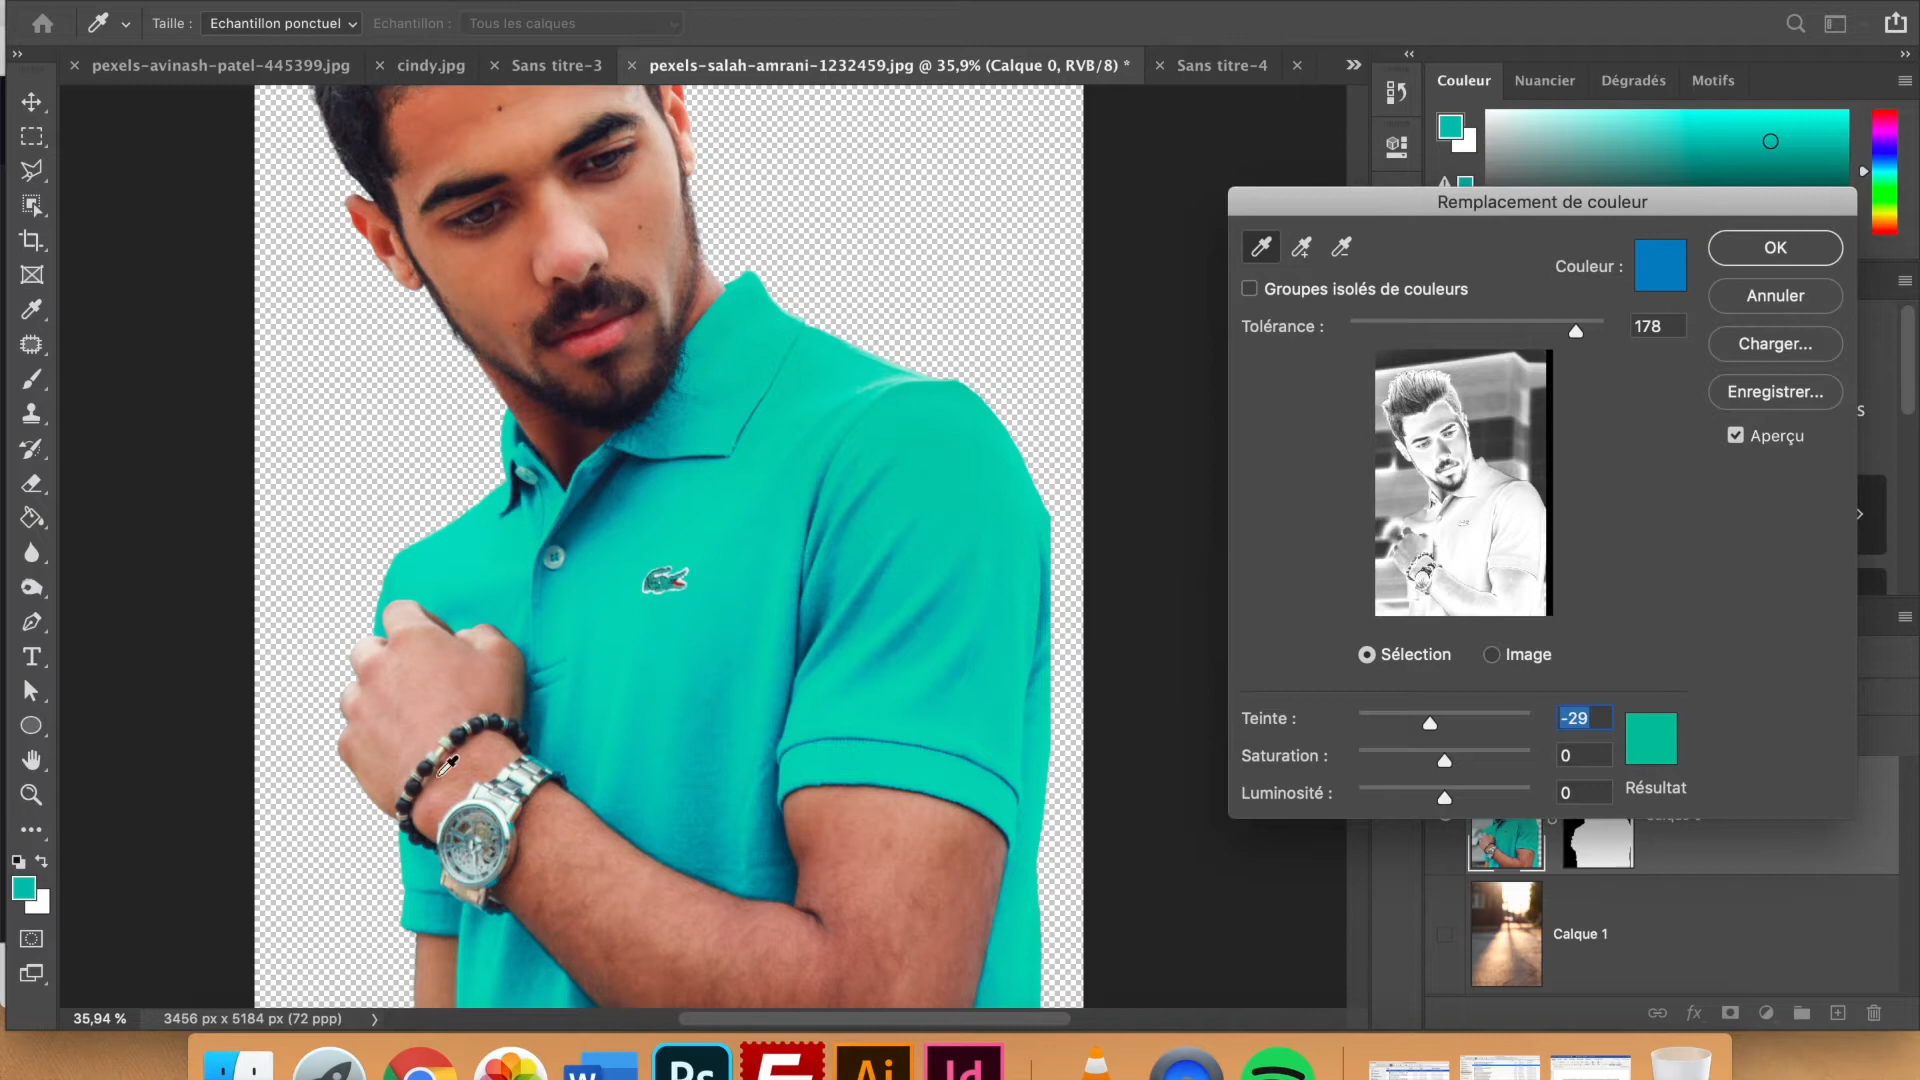 Taille : Echantillon ponctuel Echantillon : Tous les calques
pexels-avinash-patel-445399.jpg cindy.jpg Sans titre-3 pexels-salah-amrani-1232459.jpg @ 35,9% (Calque 0, RVB/8) * Sans titre-4
Couleur Nuancier Dégradés Motifs
Remplacement de couleur
Couleur :
OK
Groupes isolés de couleurs
Annuler
Tolérance : 178
Charger...
Enregistrer...
Aperçu
Sélection Image
Teinte : -29
Saturation : 0
Luminosité : 0
Résultat
Calque 1
35,94 % 3456 px x 5184 px (72 ppp)
W Ps Ai Id